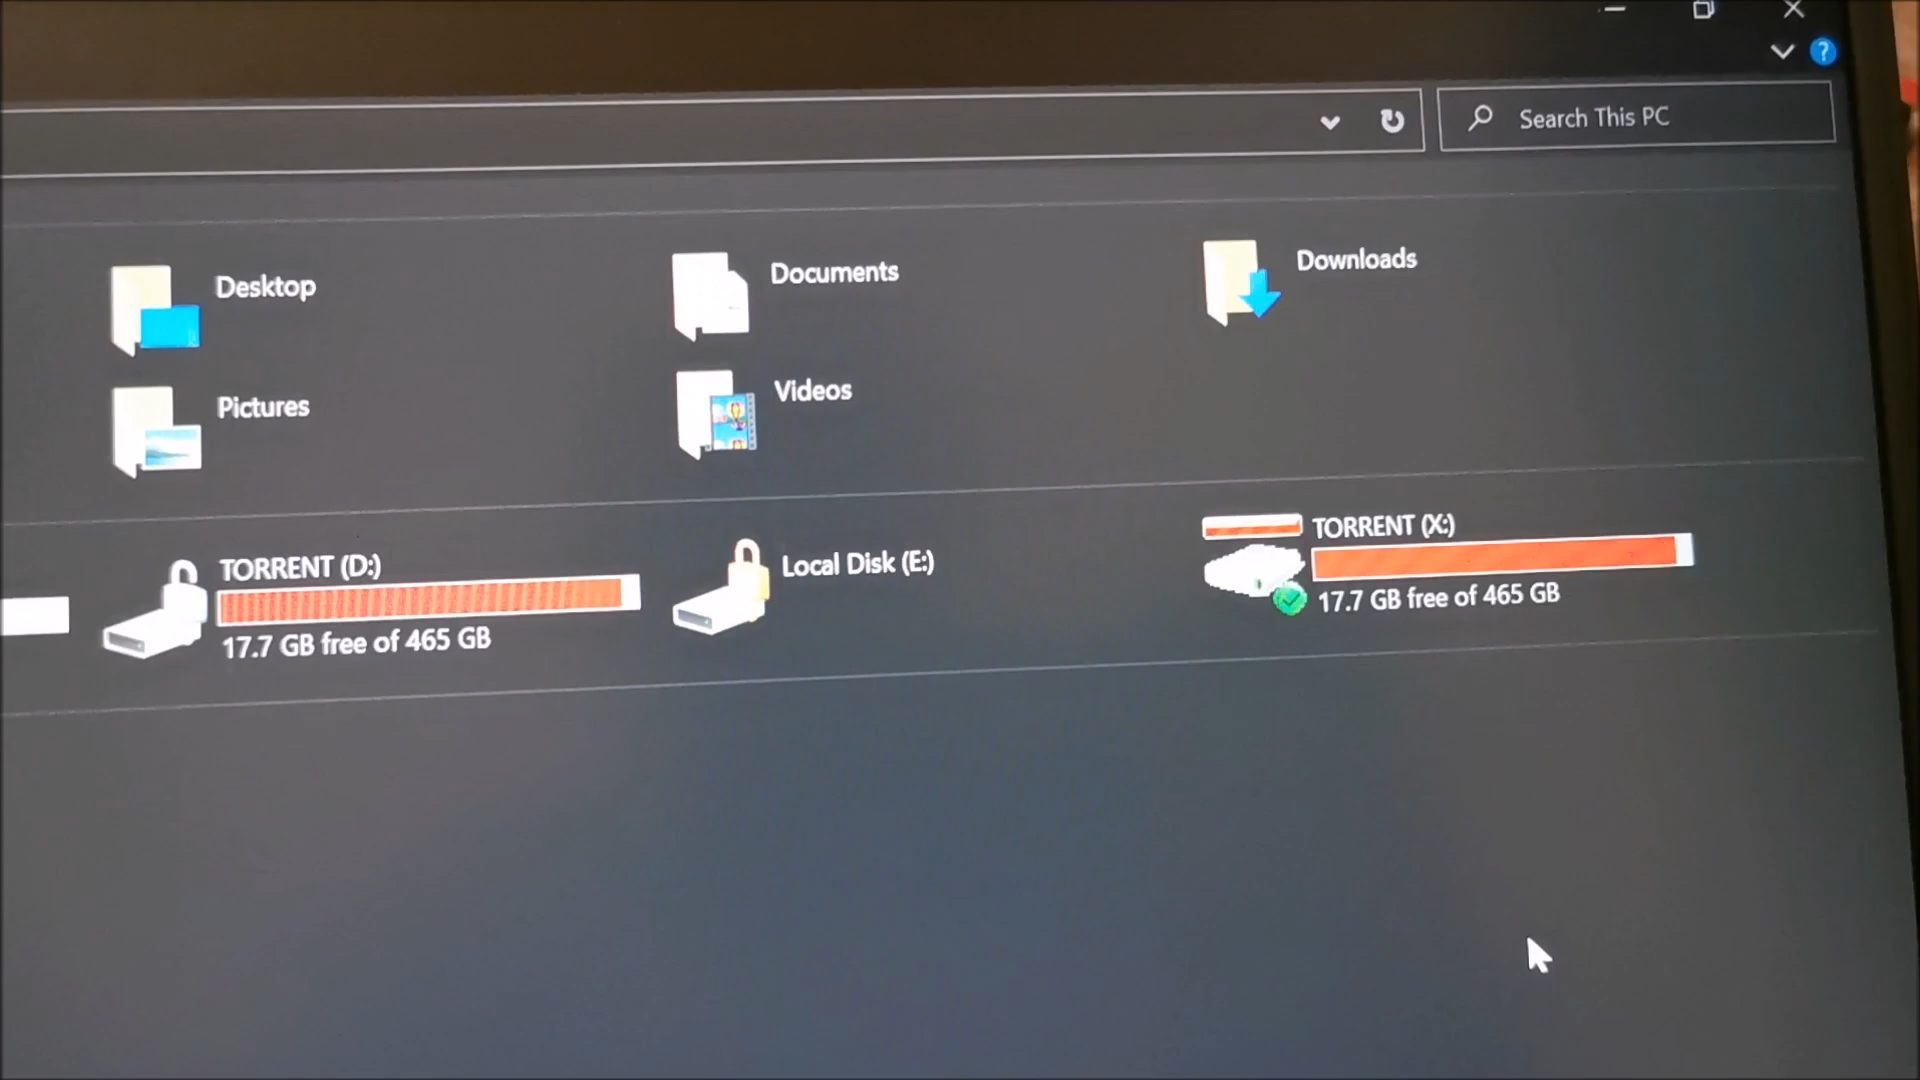 ?
Search This PC
Desktop
Documents
Downloads
Pictures
Videos
TORRENT (D:)
17.7 GB free of 465 GB
Local Disk (E:)
TORRENT (X:)
17.7 GB free of 465 GB